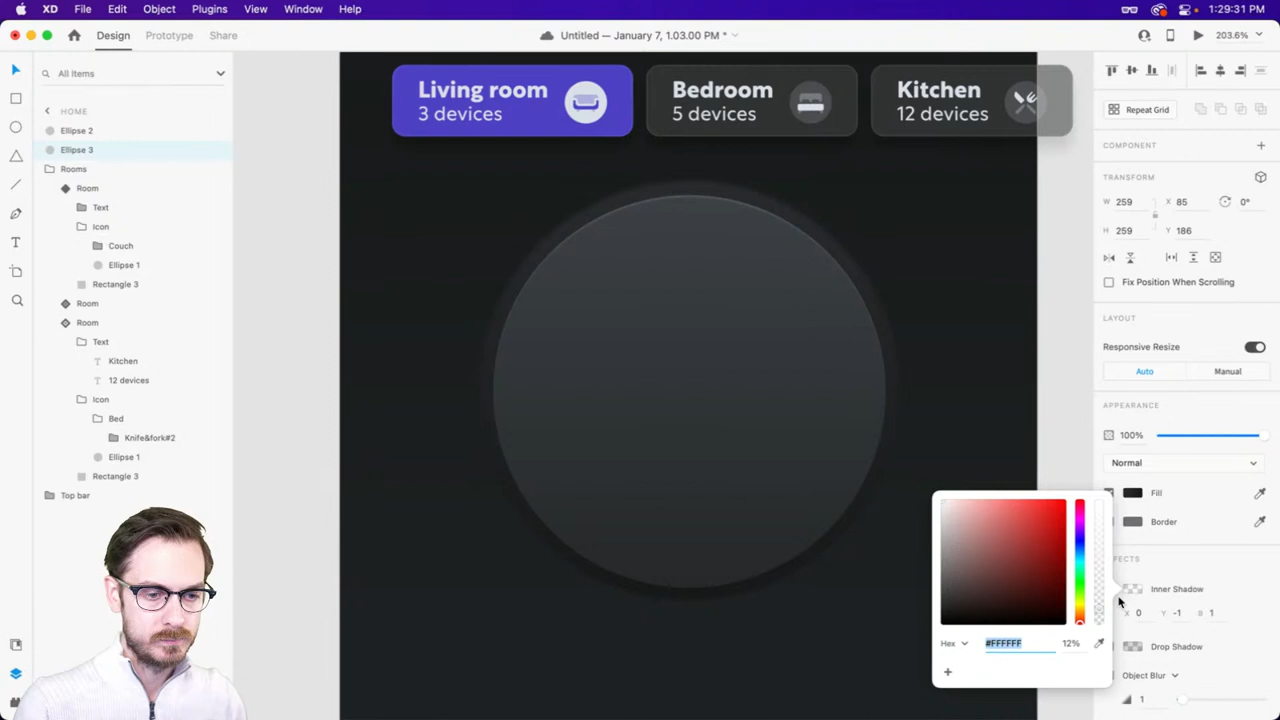 XD File Edit Object Plugins View Window Help 1:29:31 PM
Design Prototype Share Untitled — January 7, 1.03.00 PM * 203.6%
All Items
HOME
Ellipse 2
Ellipse 3
Rooms
Room
Text
Icon
Couch
Ellipse 1
Rectangle 3
Room
Room
Text
Kitchen
12 devices
Icon
Bed
Knife&fork#2
Ellipse 1
Rectangle 3
Top bar
Living room
3 devices
Bedroom
5 devices
Kitchen
12 devices
Hex #FFFFFF 12%
Repeat Grid
COMPONENT
TRANSFORM
W 259 X 85 0°
H 259 Y 186
Fix Position When Scrolling
LAYOUT
Responsive Resize
Auto Manual
APPEARANCE
100%
Normal
Fill
Border
Inner Shadow
X 0 Y -1 B 1
Drop Shadow
Object Blur
1